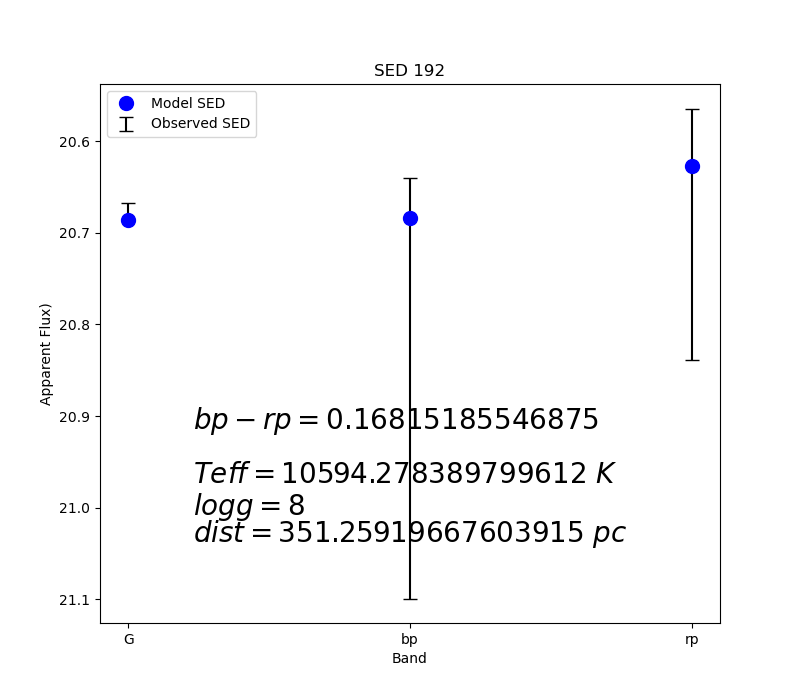 SED 192
Model SED
Observed SED
20.6
20.7
20.8
20.9
21.0
21.1
Apparent Flux)
bp − rp = 0.16815185546875
Teff = 10594.278389799612 K
logg = 8
dist = 351.25919667603915 pc
G bp rp
Band